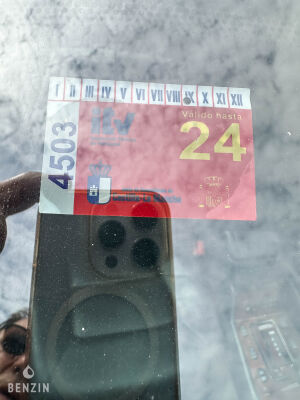 I II III IV V VI VII VIII IX X XI XII
itv
Válido hasta
24
4503
BENZIN